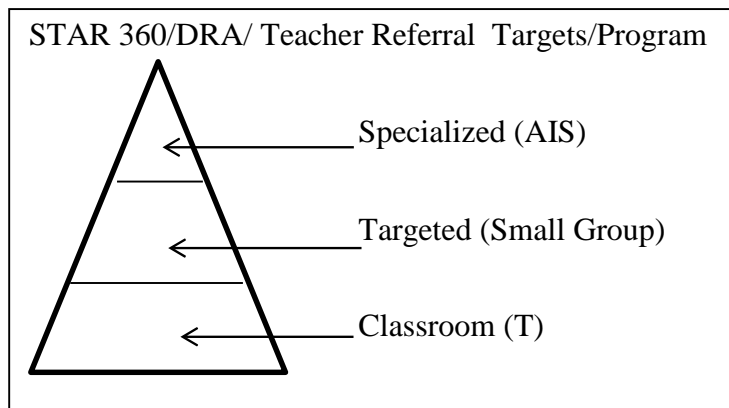 STAR 360/DRA/ Teacher Referral Targets/Program
Specialized (AIS)
Targeted (Small Group)
Classroom (T)